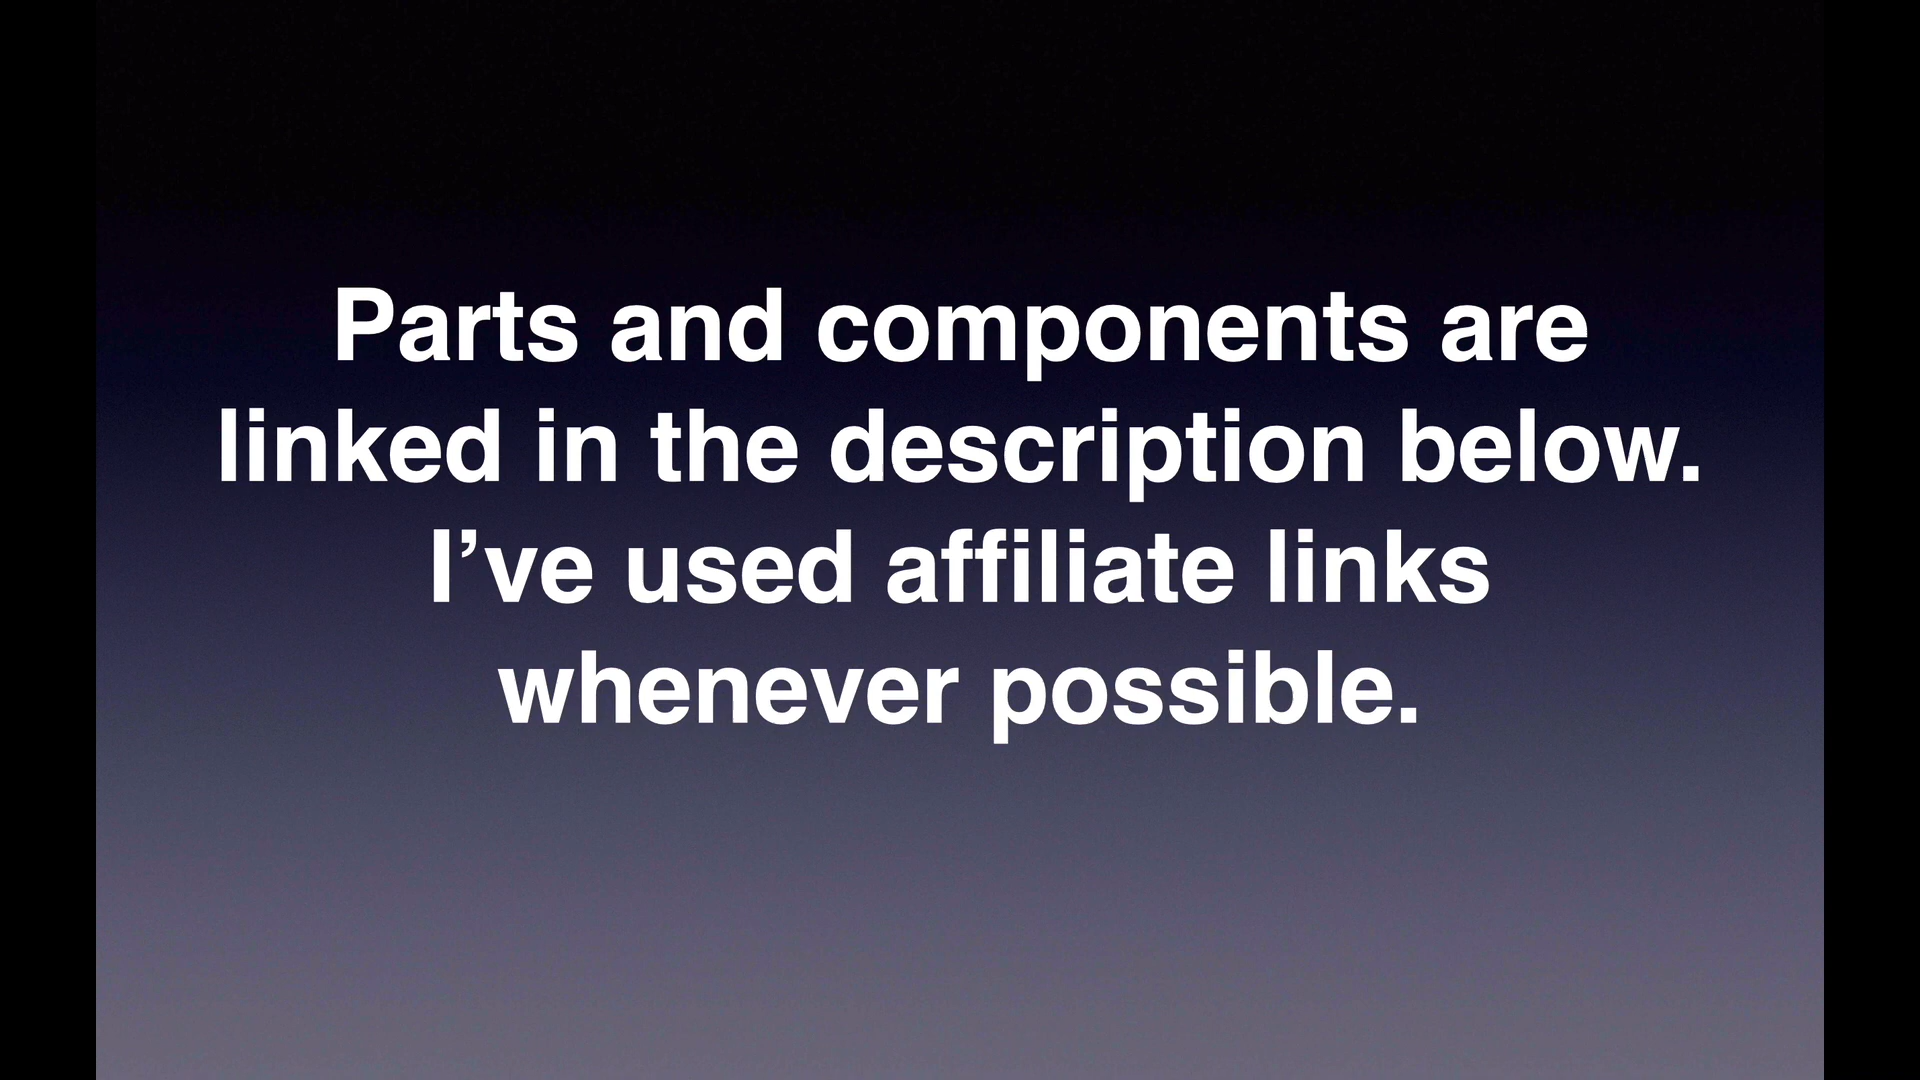 Parts and components are
linked in the description below.
I’ve used affiliate links
whenever possible.